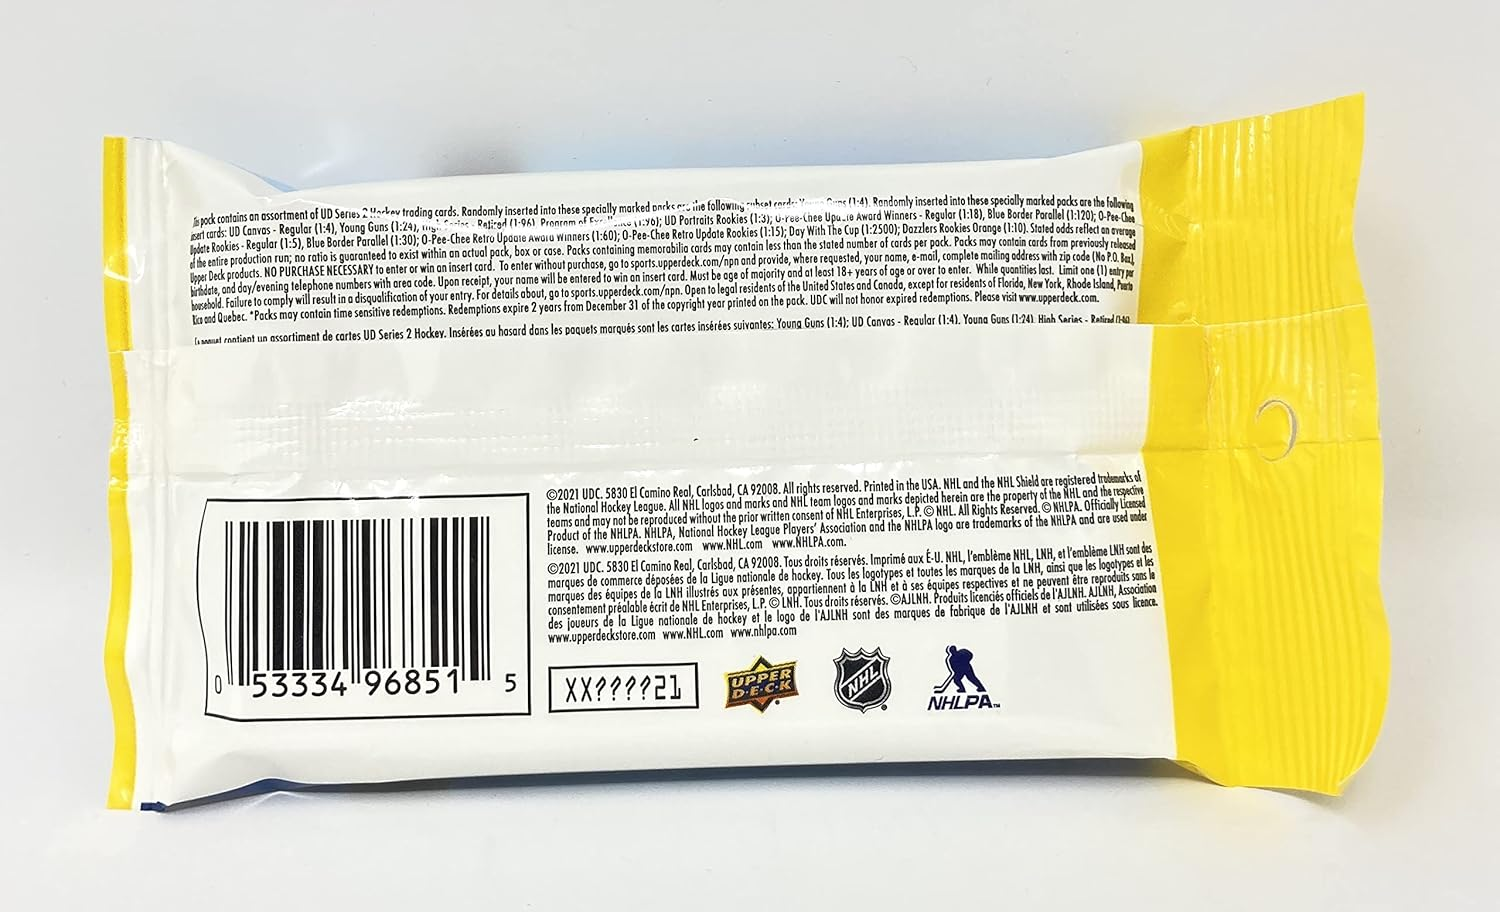 pack contains an assortment of UD Series 2 Hockey trading cards. Randomly inserted into these specially marked packs are the following subset cards: Young Guns (1:4). Randomly inserted into these specially marked packs are the following
insert cards: UD Canvas - Regular (1:4), Young Guns (1:24), High Series - Retired (1:96), Program of Excellence (1:96); UD Portraits Rookies (1:3); O-Pee-Chee Update Award Winners - Regular (1:18), Blue Border Parallel (1:120); O-Pee-Chee
Update Rookies - Regular (1:5), Blue Border Parallel (1:30); O-Pee-Chee Retro Update Award Winners (1:60); O-Pee-Chee Retro Update Rookies (1:15); Day With The Cup (1:2500); Dazzlers Rookies Orange (1:10). Stated odds reflect an average
of the entire production run; no ratio is guaranteed to exist within an actual pack, box or case. Packs containing memorabilia cards may contain less than the stated number of cards per pack. Packs may contain cards from previously released
Upper Deck products. NO PURCHASE NECESSARY to enter or win an insert card. To enter without purchase, go to sports.upperdeck.com/npn and provide, where requested, your name, e-mail, complete mailing address with zip code (No P.O. Box),
birthdate, and day/evening telephone numbers with area code. Upon receipt, your name will be entered to win an insert card. Must be age of majority and at least 18+ years of age or over to enter. While quantities last. Limit one (1) entry per
household. Failure to comply will result in a disqualification of your entry. For details about, go to sports.upperdeck.com/npn. Open to legal residents of the United States and Canada, except for residents of Florida, New York, Rhode Island, Puerto
Rico and Quebec. *Packs may contain time sensitive redemptions. Redemptions expire 2 years from December 31 of the copyright year printed on the pack. UDC will not honor expired redemptions. Please visit www.upperdeck.com.
paquet contient un assortiment de cartes UD Series 2 Hockey. Insérées au hasard dans les paquets marqués sont les cartes insérées suivantes: Young Guns (1:4); UD Canvas - Regular (1:4), Young Guns (1:24), High Series - Retired (1:96)
©2021 UDC. 5830 El Camino Real, Carlsbad, CA 92008. All rights reserved. Printed in the USA. NHL and the NHL Shield are registered trademarks of
the National Hockey League. All NHL logos and marks and NHL team logos and marks depicted herein are the property of the NHL and the respective
teams and may not be reproduced without the prior written consent of NHL Enterprises, L.P. © NHL. All Rights Reserved. © NHLPA. Officially Licensed
Product of the NHLPA. NHLPA, National Hockey League Players' Association and the NHLPA logo are trademarks of the NHLPA and are used under
license. www.upperdeckstore.com www.NHL.com www.NHLPA.com.
©2021 UDC. 5830 El Camino Real, Carlsbad, CA 92008. Tous droits réservés. Imprimé aux É-U. NHL, l'emblème NHL, LNH, et l'emblème LNH sont des
marques de commerce déposées de la Ligue nationale de hockey. Tous les logotypes et toutes les marques de la LNH, ainsi que les logotypes et les
marques des équipes de la LNH illustrés aux présentes, appartiennent à la LNH et à ses équipes respectives et ne peuvent être reproduits sans le
consentement préalable écrit de NHL Enterprises, L.P. © LNH. Tous droits réservés. ©AJLNH. Produits licenciés officiels de l'AJLNH. AJLNH, Association
des joueurs de la Ligue nationale de hockey et le logo de l'AJLNH sont des marques de fabrique de l'AJLNH et sont utilisées sous licence.
www.upperdeckstore.com www.NHL.com www.nhlpa.com
0 53334 96851 5
XX????21
UPPER
D·E·C·K
NHL
NHLPA™